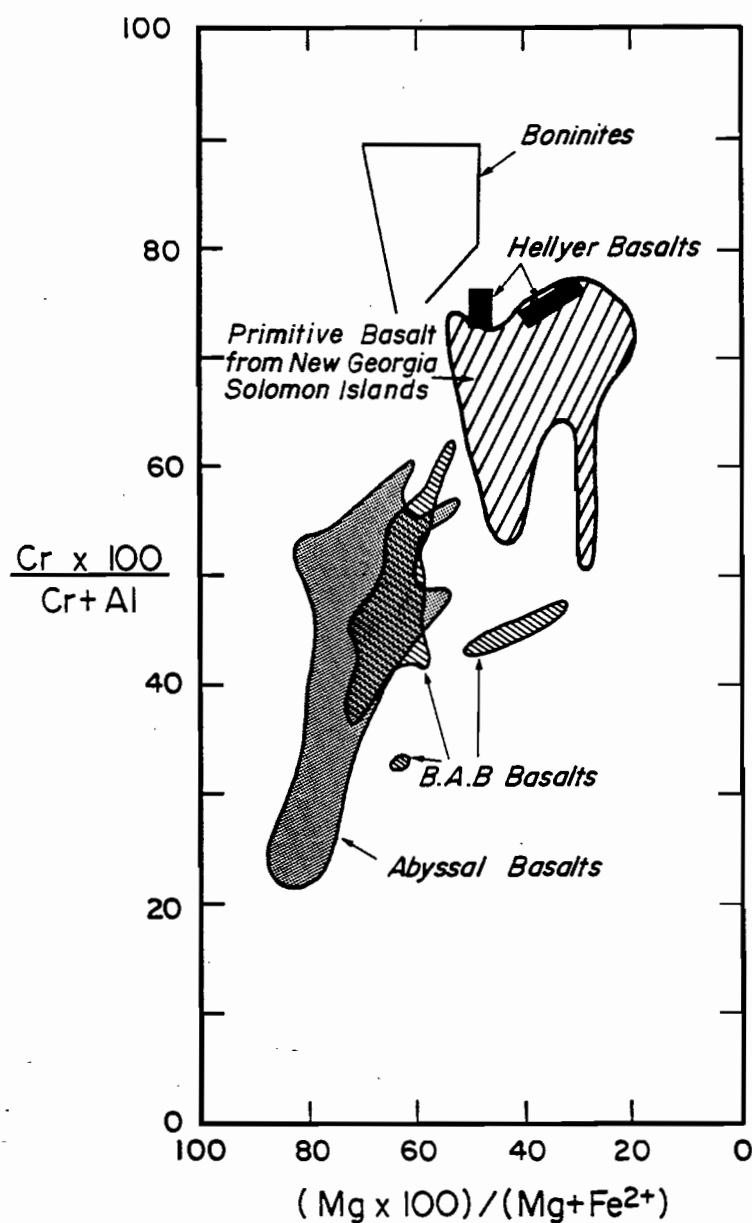 100
80
60
40
20
0
Cr x 100
Cr + Al
Boninites
Hellyer Basalts
Primitive Basalt
from New Georgia
Solomon Islands
B.A.B Basalts
Abyssal Basalts
100 80 60 40 20 0
(Mg x 100)/(Mg+Fe²⁺)